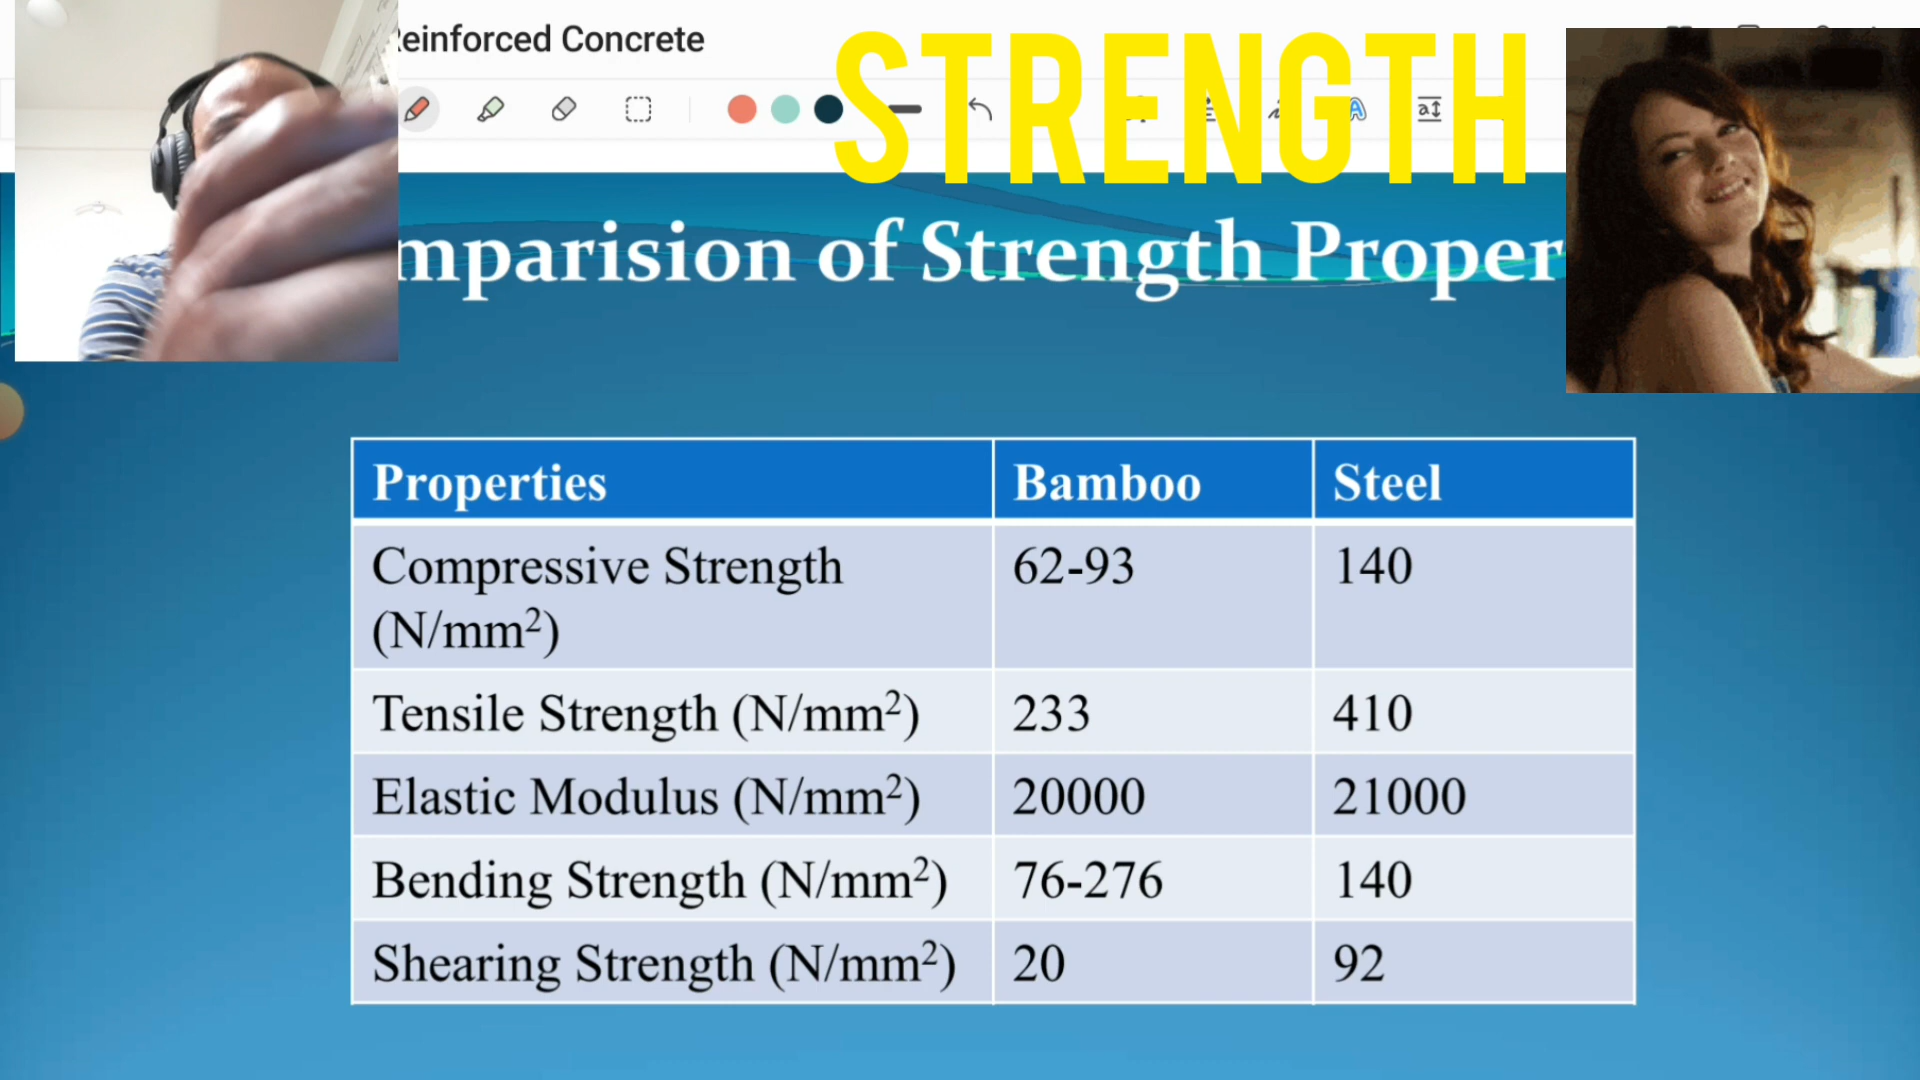 einforced Concrete
STRENGTH
mparision of Strength Proper
Properties Bamboo Steel
Compressive Strength 62-93 140
(N/mm²)
Tensile Strength (N/mm²) 233 410
Elastic Modulus (N/mm²) 20000 21000
Bending Strength (N/mm²) 76-276 140
Shearing Strength (N/mm²) 20 92